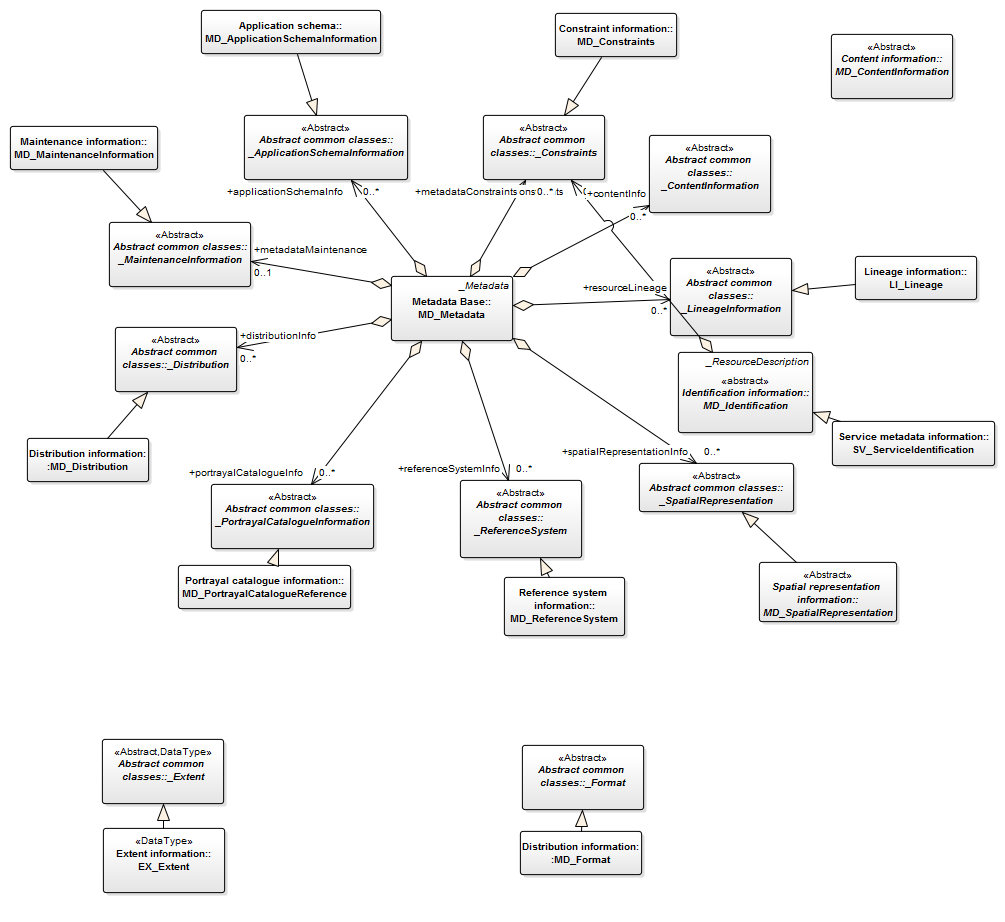 Application schema::
MD_ApplicationSchemaInformation
Constraint information::
MD_Constraints
«Abstract»
Content information::
MD_ContentInformation
Maintenance information::
MD_MaintenanceInformation
«Abstract»
Abstract common classes::
_ApplicationSchemaInformation
«Abstract»
Abstract common
classes::_Constraints
«Abstract»
Abstract common
classes::
_ContentInformation
+applicationSchemaInfo
0..*
+metadataConstraints
0..*
+contentInfo
0..*
«Abstract»
Abstract common classes::
_MaintenanceInformation
+metadataMaintenance
0..1
_Metadata
Metadata Base::
MD_Metadata
+resourceLineage
0..*
«Abstract»
Abstract common
classes::
_LineageInformation
Lineage information::
LI_Lineage
«Abstract»
Abstract common
classes::_Distribution
+distributionInfo
0..*
_ResourceDescription
«abstract»
Identification information::
MD_Identification
Service metadata information::
SV_ServiceIdentification
Distribution information:
:MD_Distribution
+portrayalCatalogueInfo
0..*
+referenceSystemInfo
0..*
+spatialRepresentationInfo
0..*
«Abstract»
Abstract common classes::
_PortrayalCatalogueInformation
«Abstract»
Abstract common
classes::
_ReferenceSystem
«Abstract»
Abstract common classes::
_SpatialRepresentation
Portrayal catalogue information::
MD_PortrayalCatalogueReference
Reference system
information::
MD_ReferenceSystem
«Abstract»
Spatial representation
information::
MD_SpatialRepresentation
«Abstract,DataType»
Abstract common
classes::_Extent
«DataType»
Extent information::
EX_Extent
«Abstract»
Abstract common
classes::_Format
Distribution information:
:MD_Format